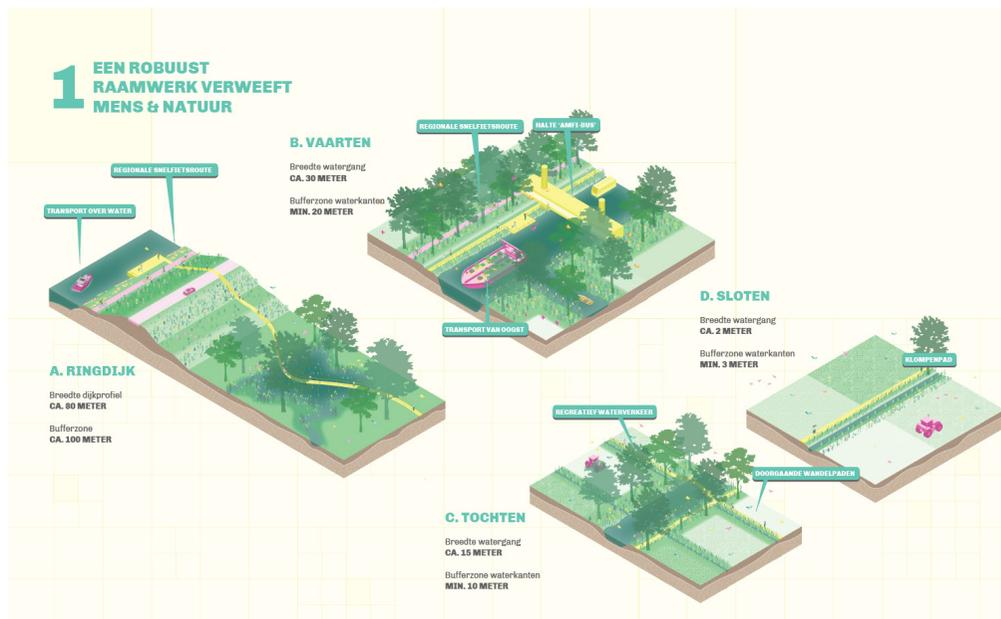 1 EEN ROBUUST
RAAMWERK VERWEEFT
MENS & NATUUR
REGIONALE SNELFIETSROUTE
TRANSPORT OVER WATER
A. RINGDIJK
Breedte dijkprofiel
CA. 80 METER
Bufferzone
CA. 100 METER
B. VAARTEN
Breedte watergang
CA. 30 METER
Bufferzone waterkanten
MIN. 20 METER
REGIONALE SNELFIETSROUTE
HALTE 'AMFI-BUS'
TRANSPORT VAN OOGST
C. TOCHTEN
Breedte watergang
CA. 15 METER
Bufferzone waterkanten
MIN. 10 METER
RECREATIEF WATERVERKEER
DOORGAANDE WANDELPADEN
D. SLOTEN
Breedte watergang
CA. 2 METER
Bufferzone waterkanten
MIN. 3 METER
KLOMPENPAD